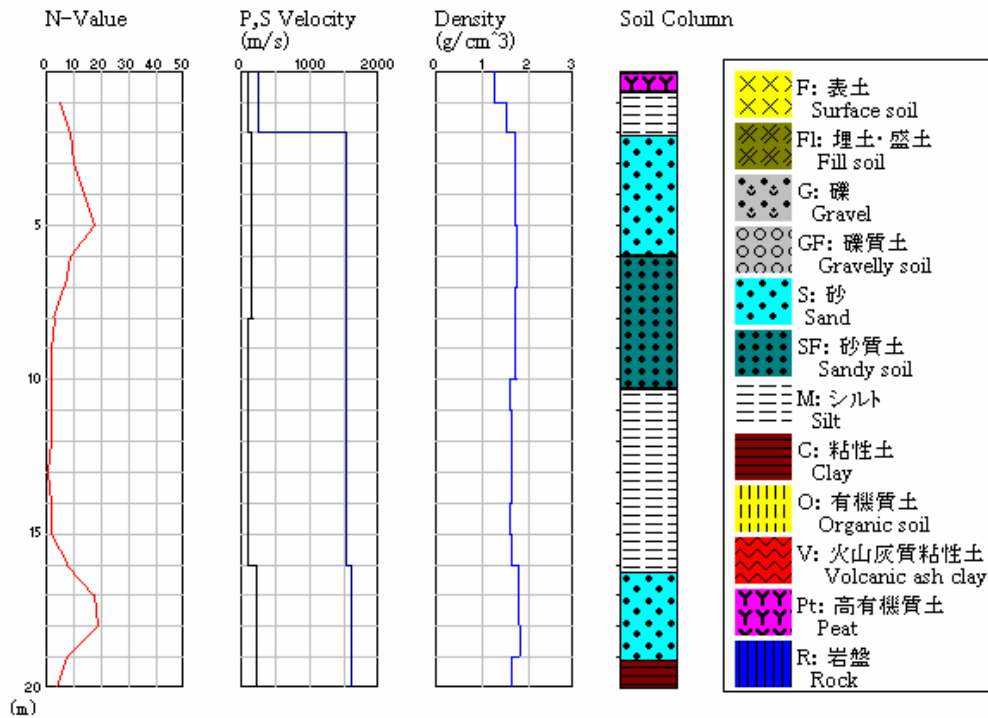 N-Value
P,S Velocity
(m/s)
Density
(g/cm^3)
Soil Column
0 10 20 30 40 50
0 1000 2000
0 1 2 3
5
10
15
20
(m)
F: 表土
Surface soil
Fl: 埋土・盛土
Fill soil
G: 礫
Gravel
GF: 礫質土
Gravelly soil
S: 砂
Sand
SF: 砂質土
Sandy soil
M: シルト
Silt
C: 粘性土
Clay
O: 有機質土
Organic soil
V: 火山灰質粘性土
Volcanic ash clay
Pt: 高有機質土
Peat
R: 岩盤
Rock